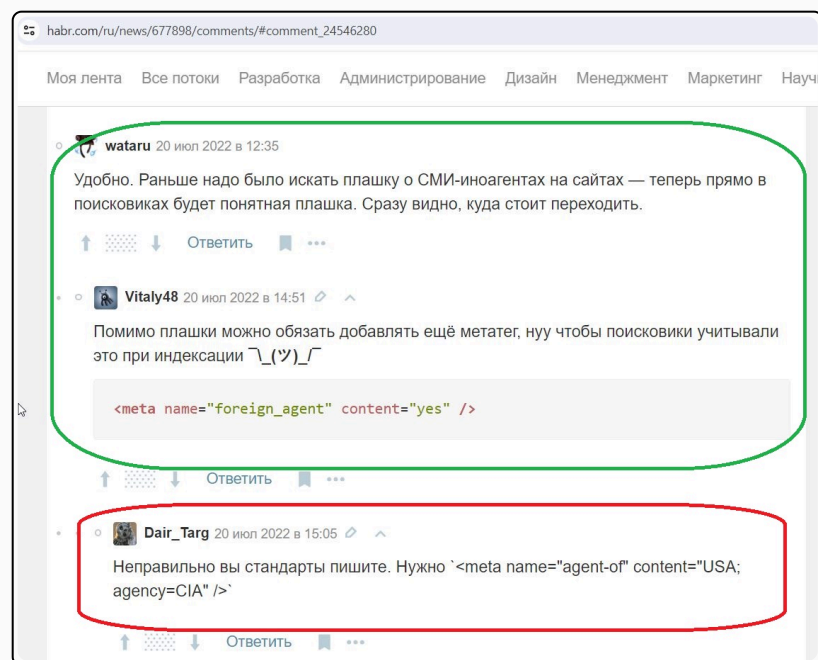 habr.com/ru/news/677898/comments/#comment_24546280
Моя лента Все потоки Разработка Администрирование Дизайн Менеджмент Маркетинг Науч
wataru 20 июл 2022 в 12:35
Удобно. Раньше надо было искать плашку о СМИ-иноагентах на сайтах — теперь прямо в
поисковиках будет понятная плашка. Сразу видно, куда стоит переходить.
Ответить
Vitaly48 20 июл 2022 в 14:51
Помимо плашки можно обязать добавлять ещё метатег, нуу чтобы поисковики учитывали
это при индексации ¯\_(ツ)_/¯
<meta name="foreign_agent" content="yes" />
Ответить
Dair_Targ 20 июл 2022 в 15:05
Неправильно вы стандарты пишите. Нужно `<meta name="agent-of" content="USA;
agency=CIA" />`
Ответить